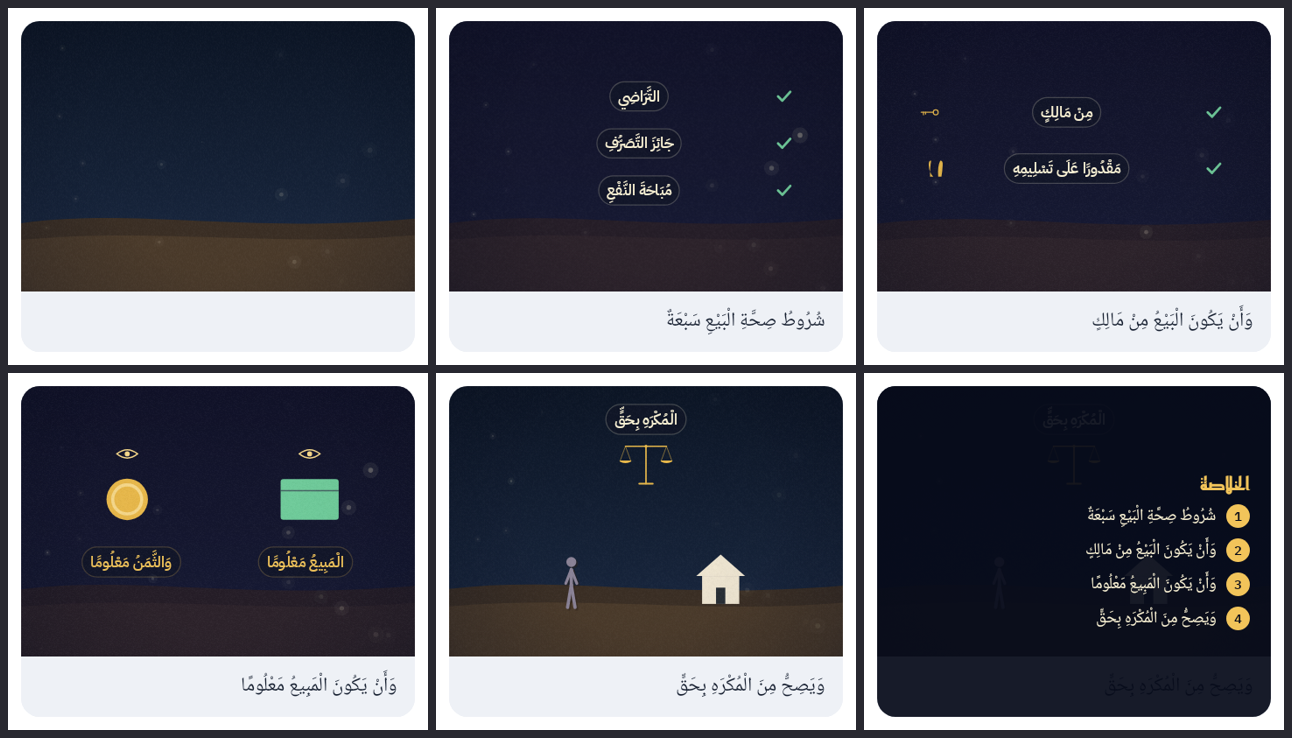 التَّرَاضِي
جَائِزَ التَّصَرُّفِ
مُبَاحَةَ النَّفْعِ
شُرُوطُ صِحَّةِ الْبَيْعِ سَبْعَةٌ
مِنْ مَالِكٍ
مَقْدُورًا عَلَى تَسْلِيمِهِ
وَأَنْ يَكُونَ الْبَيْعُ مِنْ مَالِكٍ
الْمَبِيعُ مَعْلُومًا
وَالثَّمَنُ مَعْلُومًا
وَأَنْ يَكُونَ الْمَبِيعُ مَعْلُومًا
الْمُكْرَهِ بِحَقٍّ
وَيَصِحُّ مِنَ الْمُكْرَهِ بِحَقٍّ
الْمُكْرَهِ بِحَقٍّ
الخلاصة
1 شُرُوطُ صِحَّةِ الْبَيْعِ سَبْعَةٌ
2 وَأَنْ يَكُونَ الْبَيْعُ مِنْ مَالِكٍ
3 وَأَنْ يَكُونَ الْمَبِيعُ مَعْلُومًا
4 وَيَصِحُّ مِنَ الْمُكْرَهِ بِحَقٍّ
وَيَصِحُّ مِنَ الْمُكْرَهِ بِحَقٍّ